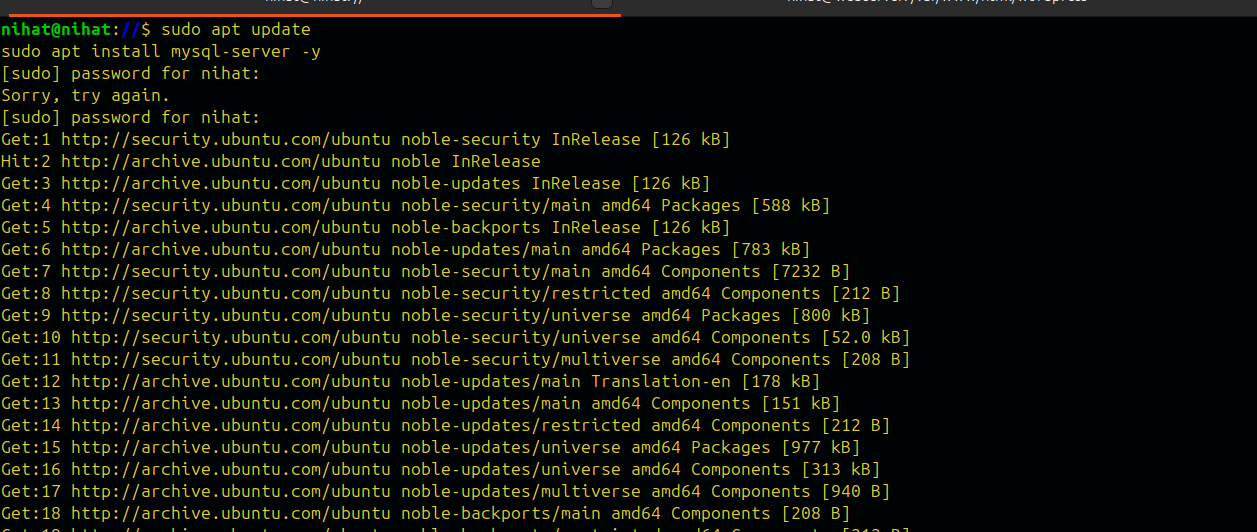 nihat@nihat://$ sudo apt update
sudo apt install mysql-server -y
[sudo] password for nihat:
Sorry, try again.
[sudo] password for nihat:
Get:1 http://security.ubuntu.com/ubuntu noble-security InRelease [126 kB]
Hit:2 http://archive.ubuntu.com/ubuntu noble InRelease
Get:3 http://archive.ubuntu.com/ubuntu noble-updates InRelease [126 kB]
Get:4 http://security.ubuntu.com/ubuntu noble-security/main amd64 Packages [588 kB]
Get:5 http://archive.ubuntu.com/ubuntu noble-backports InRelease [126 kB]
Get:6 http://archive.ubuntu.com/ubuntu noble-updates/main amd64 Packages [783 kB]
Get:7 http://security.ubuntu.com/ubuntu noble-security/main amd64 Components [7232 B]
Get:8 http://security.ubuntu.com/ubuntu noble-security/restricted amd64 Components [212 B]
Get:9 http://security.ubuntu.com/ubuntu noble-security/universe amd64 Packages [800 kB]
Get:10 http://security.ubuntu.com/ubuntu noble-security/universe amd64 Components [52.0 kB]
Get:11 http://security.ubuntu.com/ubuntu noble-security/multiverse amd64 Components [208 B]
Get:12 http://archive.ubuntu.com/ubuntu noble-updates/main Translation-en [178 kB]
Get:13 http://archive.ubuntu.com/ubuntu noble-updates/main amd64 Components [151 kB]
Get:14 http://archive.ubuntu.com/ubuntu noble-updates/restricted amd64 Components [212 B]
Get:15 http://archive.ubuntu.com/ubuntu noble-updates/universe amd64 Packages [977 kB]
Get:16 http://archive.ubuntu.com/ubuntu noble-updates/universe amd64 Components [313 kB]
Get:17 http://archive.ubuntu.com/ubuntu noble-updates/multiverse amd64 Components [940 B]
Get:18 http://archive.ubuntu.com/ubuntu noble-backports/main amd64 Components [208 B]